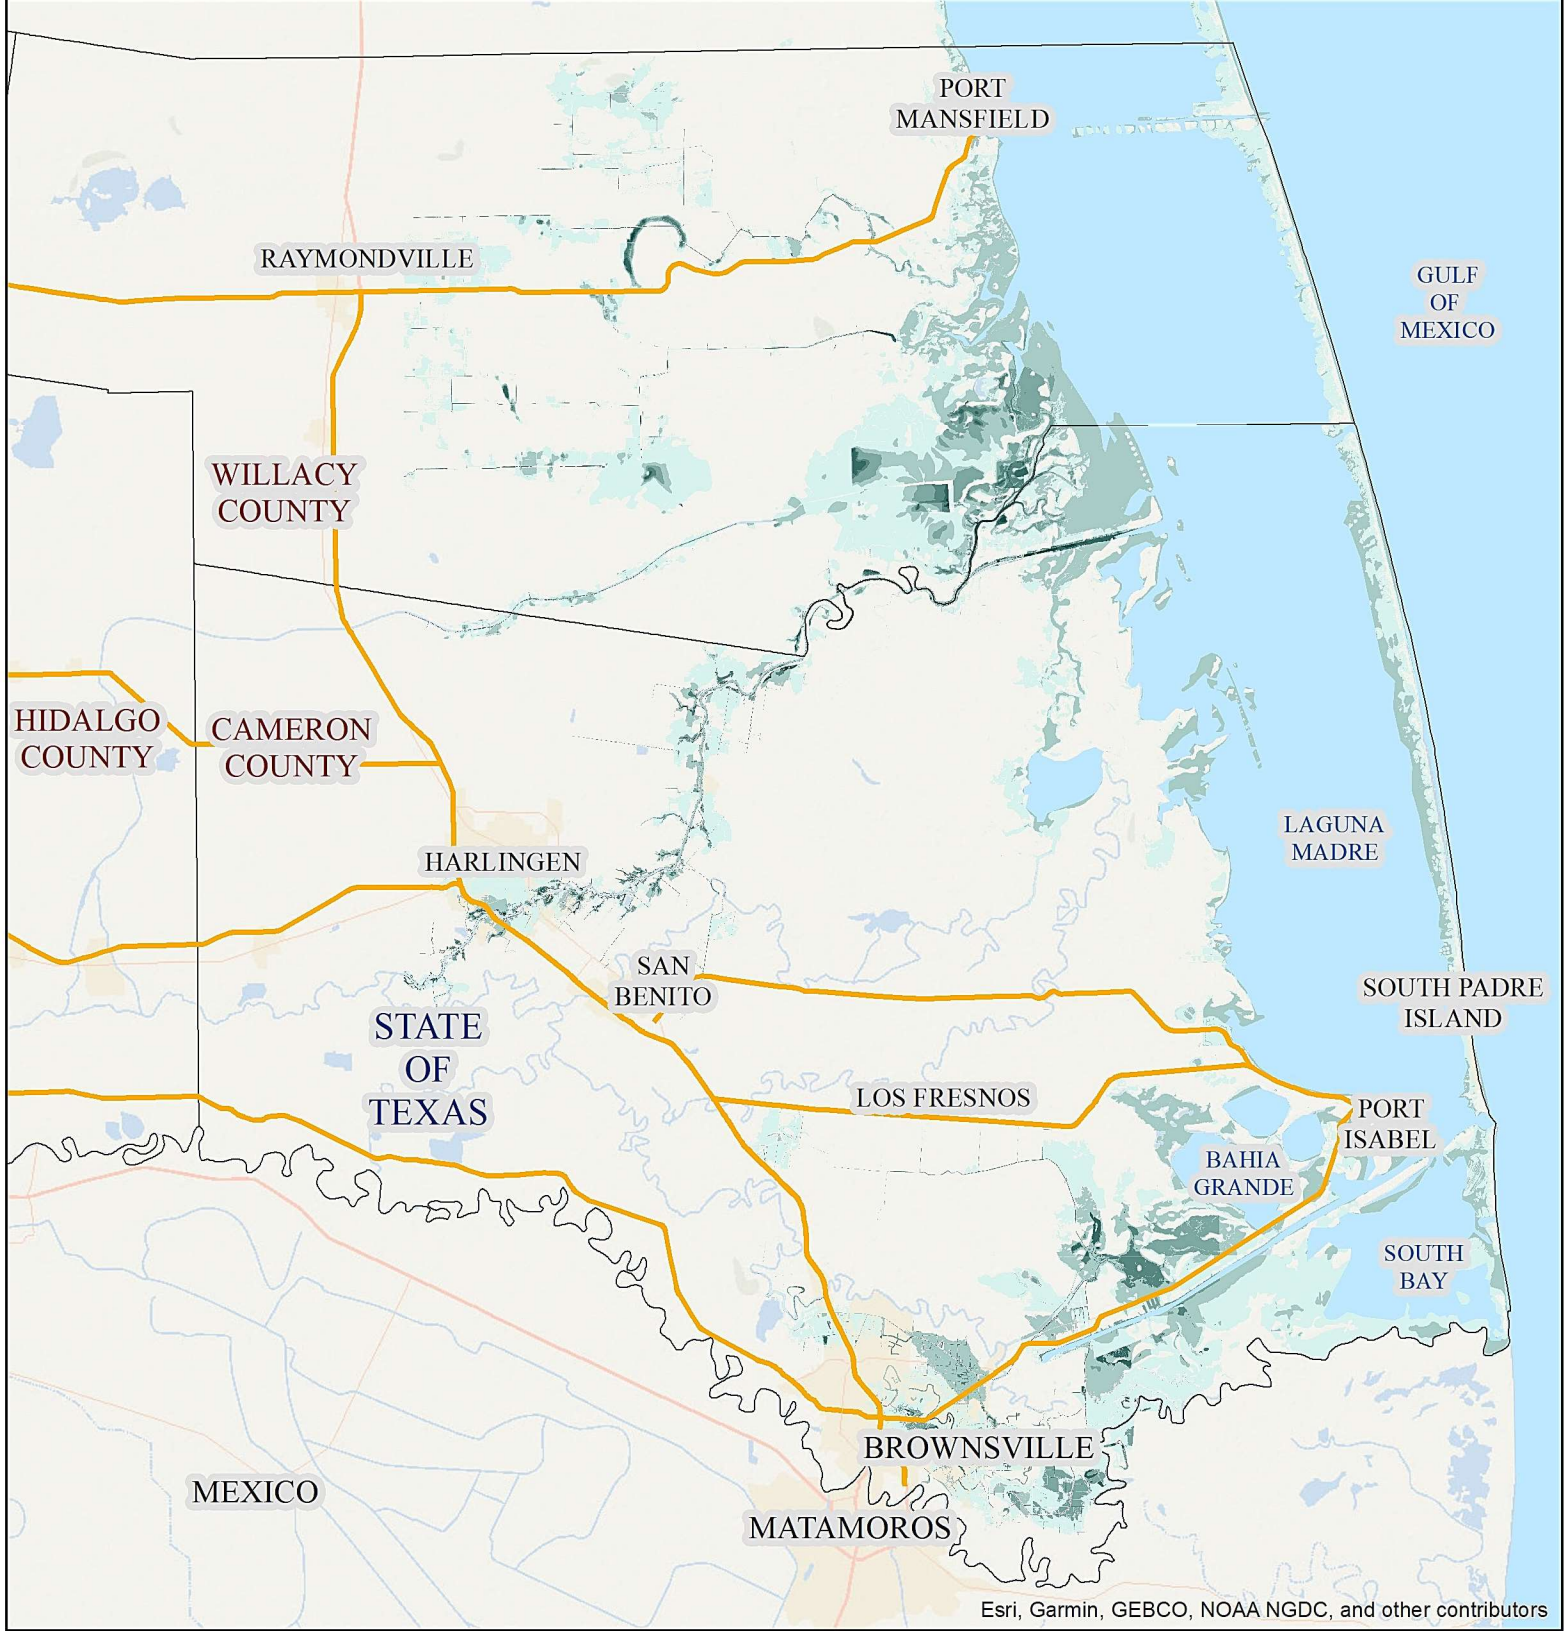 PORT
MANSFIELD
RAYMONDVILLE
GULF
OF
MEXICO
WILLACY
COUNTY
HIDALGO
COUNTY
CAMERON
COUNTY
LAGUNA
MADRE
HARLINGEN
SAN
BENITO
SOUTH PADRE
ISLAND
STATE
OF
TEXAS
LOS FRESNOS
PORT
ISABEL
BAHIA
GRANDE
SOUTH
BAY
BROWNSVILLE
MEXICO
MATAMOROS
Esri, Garmin, GEBCO, NOAA NGDC, and other contributors